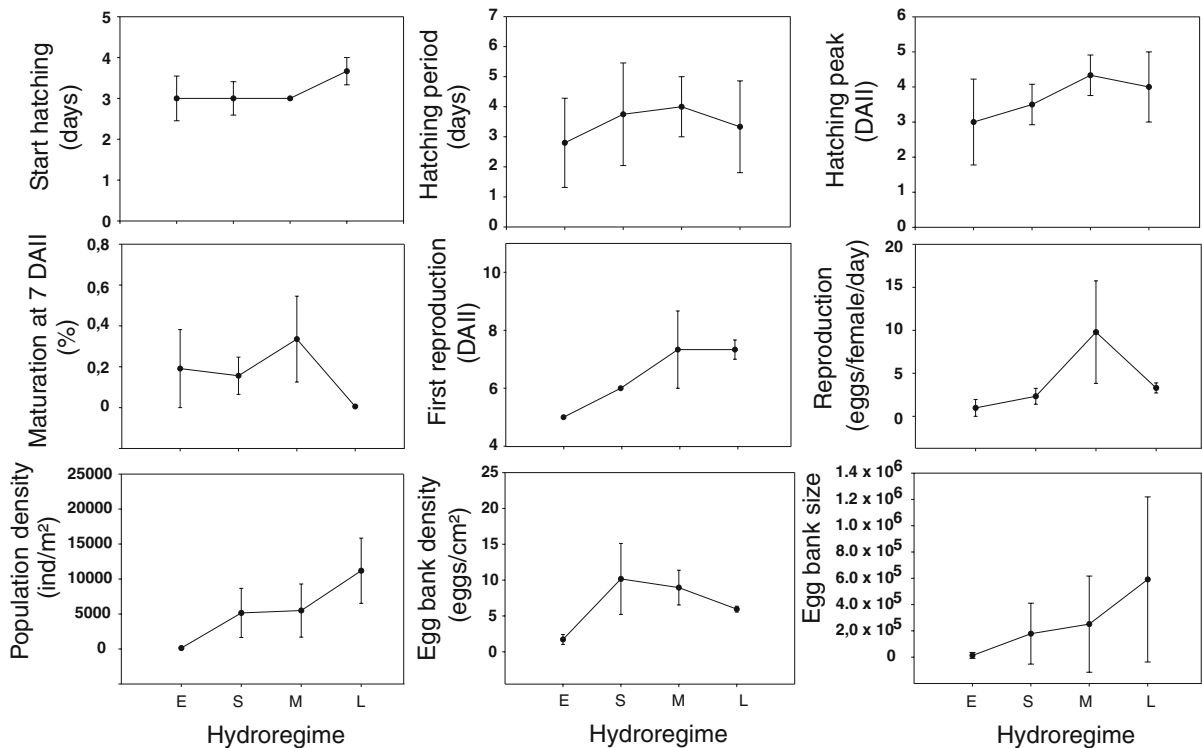 Start hatching
(days)
5
4
3
2
1
0
Hatching period
(days)
7
6
5
4
3
2
1
0
Hatching peak
(DAII)
6
5
4
3
2
1
0
Maturation at 7 DAII
(%)
0,8
0,6
0,4
0,2
0
First reproduction
(DAII)
10
8
6
4
Reproduction
(eggs/female/day)
20
15
10
5
0
Population density
(ind/m²)
25000
20000
15000
10000
5000
0
E S M L
Hydroregime
Egg bank density
(eggs/cm²)
25
20
15
10
5
0
E S M L
Hydroregime
Egg bank size
1.4 x 10⁶
1.2 x 10⁶
1.0 x 10⁶
8.0 x 10⁵
6.0 x 10⁵
4.0 x 10⁵
2,0 x 10⁵
0
E S M L
Hydroregime